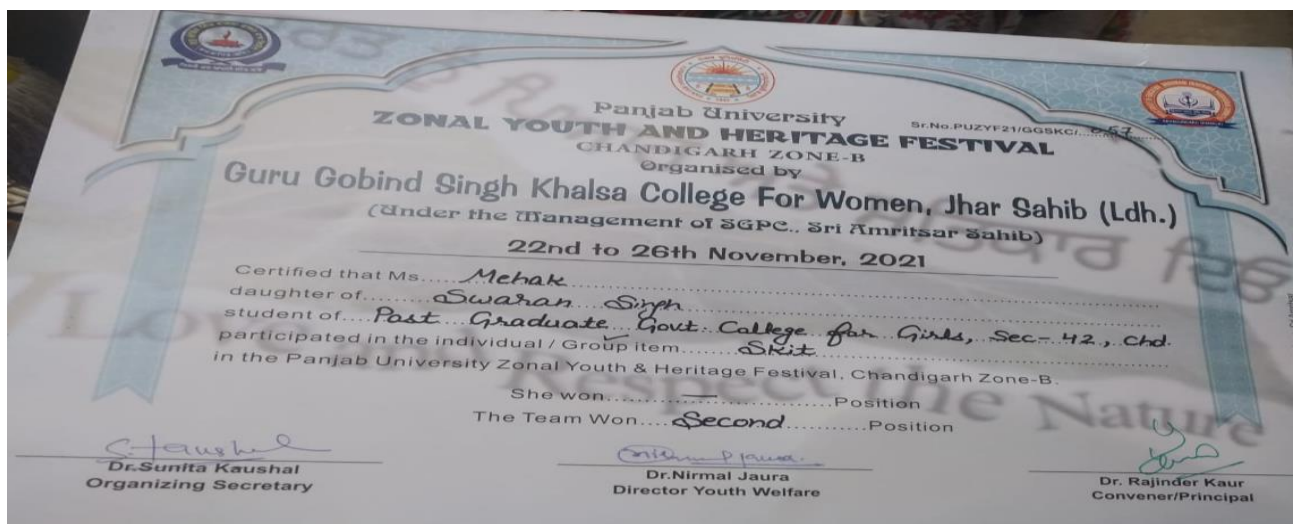 Panjab University
Sr.No.PUZYF21/GGSKC/....057....
ZONAL YOUTH AND HERITAGE FESTIVAL
CHANDIGARH ZONE-B
Organised by
Guru Gobind Singh Khalsa College For Women, Jhar Sahib (Ldh.)
(Under the Management of SGPC., Sri Amritsar Sahib)
22nd to 26th November, 2021
Certified that Ms..... Mehak
daughter of........ Swaran Singh
student of.... Post Graduate Govt. College for Girls, Sec-42, Chd.
participated in the individual / Group item....... Skit
in the Panjab University Zonal Youth & Heritage Festival, Chandigarh Zone-B.
She won............—............Position
The Team Won.... Second..........Position
Love Respect The Nature
Dr.Sunita Kaushal
Organizing Secretary
Dr.Nirmal Jaura
Director Youth Welfare
Dr. Rajinder Kaur
Convener/Principal